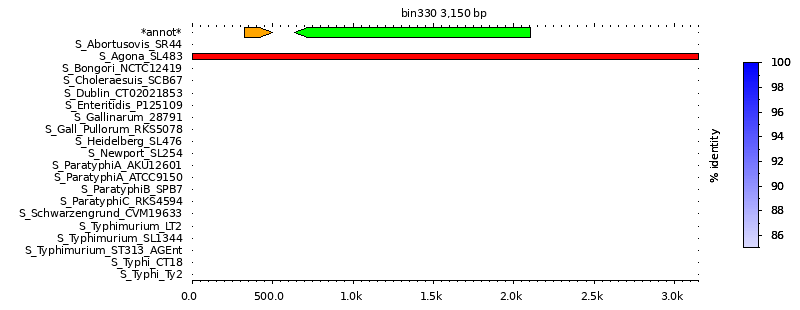 bin330 3,150 bp
*annot*
S_Abortusovis_SR44
S_Agona_SL483
S_Bongori_NCTC12419
S_Choleraesuis_SCB67
S_Dublin_CT02021853
S_Enteritidis_P125109
S_Gallinarum_28791
S_Gall_Pullorum_RKS5078
S_Heidelberg_SL476
S_Newport_SL254
S_ParatyphiA_AKU12601
S_ParatyphiA_ATCC9150
S_ParatyphiB_SPB7
S_ParatyphiC_RKS4594
S_Schwarzengrund_CVM19633
S_Typhimurium_LT2
S_Typhimurium_SL1344
S_Typhimurium_ST313_AGEnt
S_Typhi_CT18
S_Typhi_Ty2
0.0 500.0 1.0k 1.5k 2.0k 2.5k 3.0k
% identity
100
98
96
94
92
90
88
86